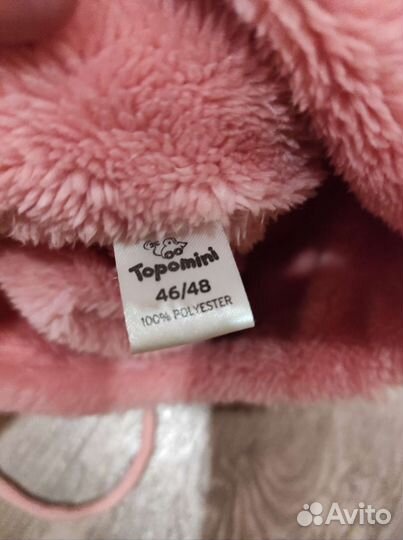 Topomini
46/48
100% POLYESTER
Avito